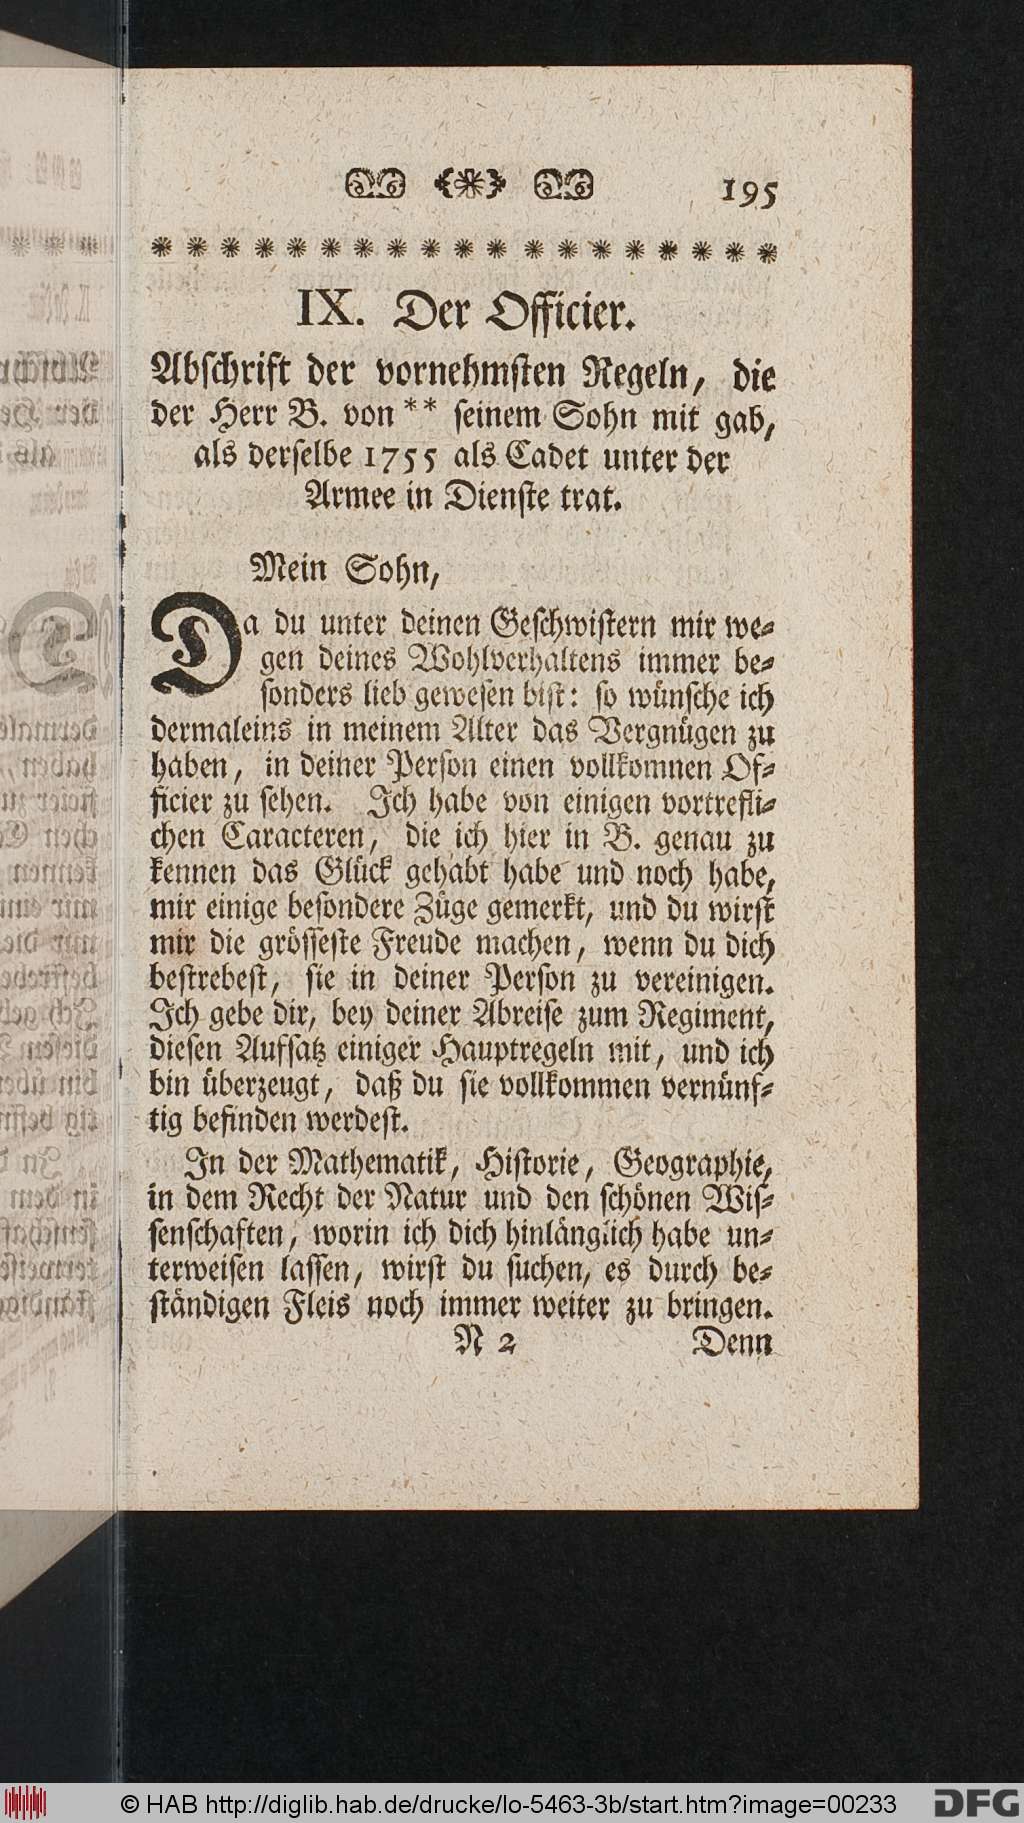 195
IX. Der Officier.
Abschrift der vornehmsten Regeln, die
der Herr B. von ** seinem Sohn mit gab,
als derselbe 1755 als Cadet unter der
Armee in Dienste trat.
Mein Sohn,
Da du unter deinen Geschwistern mir we-
gen deines Wohlverhaltens immer be-
sonders lieb gewesen bist: so wünsche ich
dermaleins in meinem Alter das Vergnügen zu
haben, in deiner Person einen vollkomnen Of-
ficier zu sehen. Ich habe von einigen vortrefli-
chen Caracteren, die ich hier in B. genau zu
kennen das Glück gehabt habe und noch habe,
mir einige besondere Züge gemerkt, und du wirst
mir die grösseste Freude machen, wenn du dich
bestrebest, sie in deiner Person zu vereinigen.
Ich gebe dir, bey deiner Abreise zum Regiment,
diesen Aufsatz einiger Hauptregeln mit, und ich
bin überzeugt, daß du sie vollkommen vernünf-
tig befinden werdest.
In der Mathematik, Historie, Geographie,
in dem Recht der Natur und den schönen Wis-
senschaften, worin ich dich hinlänglich habe un-
terweisen lassen, wirst du suchen, es durch be-
ständigen Fleis noch immer weiter zu bringen.
N 2 Denn
© HAB http://diglib.hab.de/drucke/lo-5463-3b/start.htm?image=00233
DFG